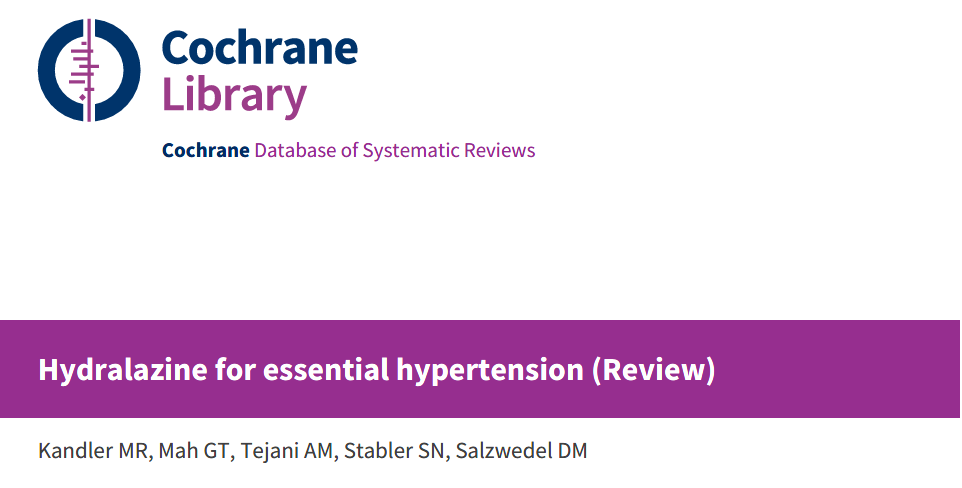 Cochrane
Library
Cochrane Database of Systematic Reviews
Hydralazine for essential hypertension (Review)
Kandler MR, Mah GT, Tejani AM, Stabler SN, Salzwedel DM